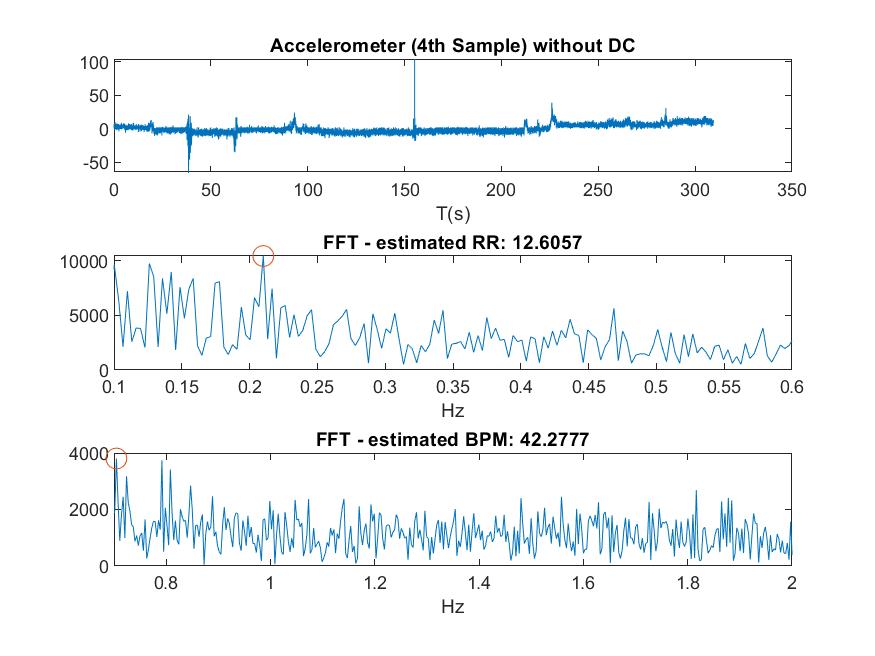 Accelerometer (4th Sample) without DC
100
50
0
-50
0 50 100 150 200 250 300 350
T(s)
FFT - estimated RR: 12.6057
10000
5000
0
0.1 0.15 0.2 0.25 0.3 0.35 0.4 0.45 0.5 0.55 0.6
Hz
FFT - estimated BPM: 42.2777
4000
2000
0
0.8 1 1.2 1.4 1.6 1.8 2
Hz